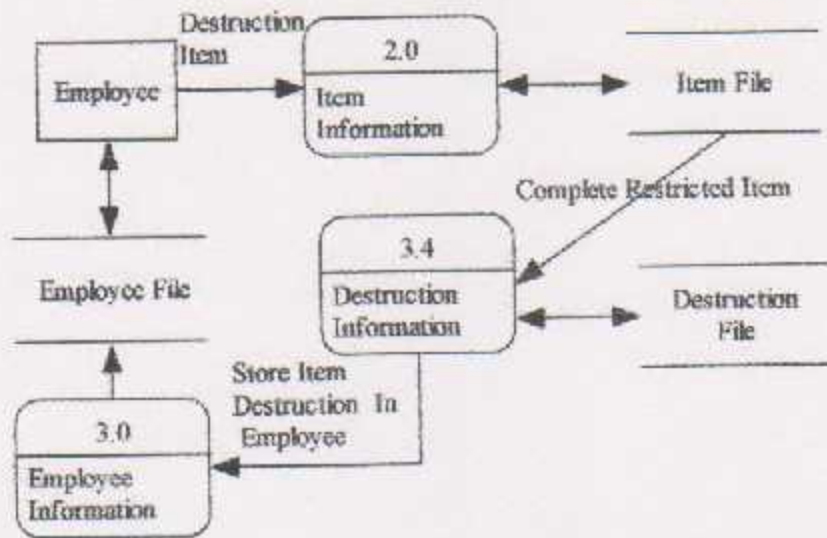 Destruction
Item
2.0
Employee
Item
Information
Item File
Complete Restricted Item
3.4
Employee File
Destruction
Information
Destruction
File
Store Item
Destruction In
Employee
3.0
Employee
Information